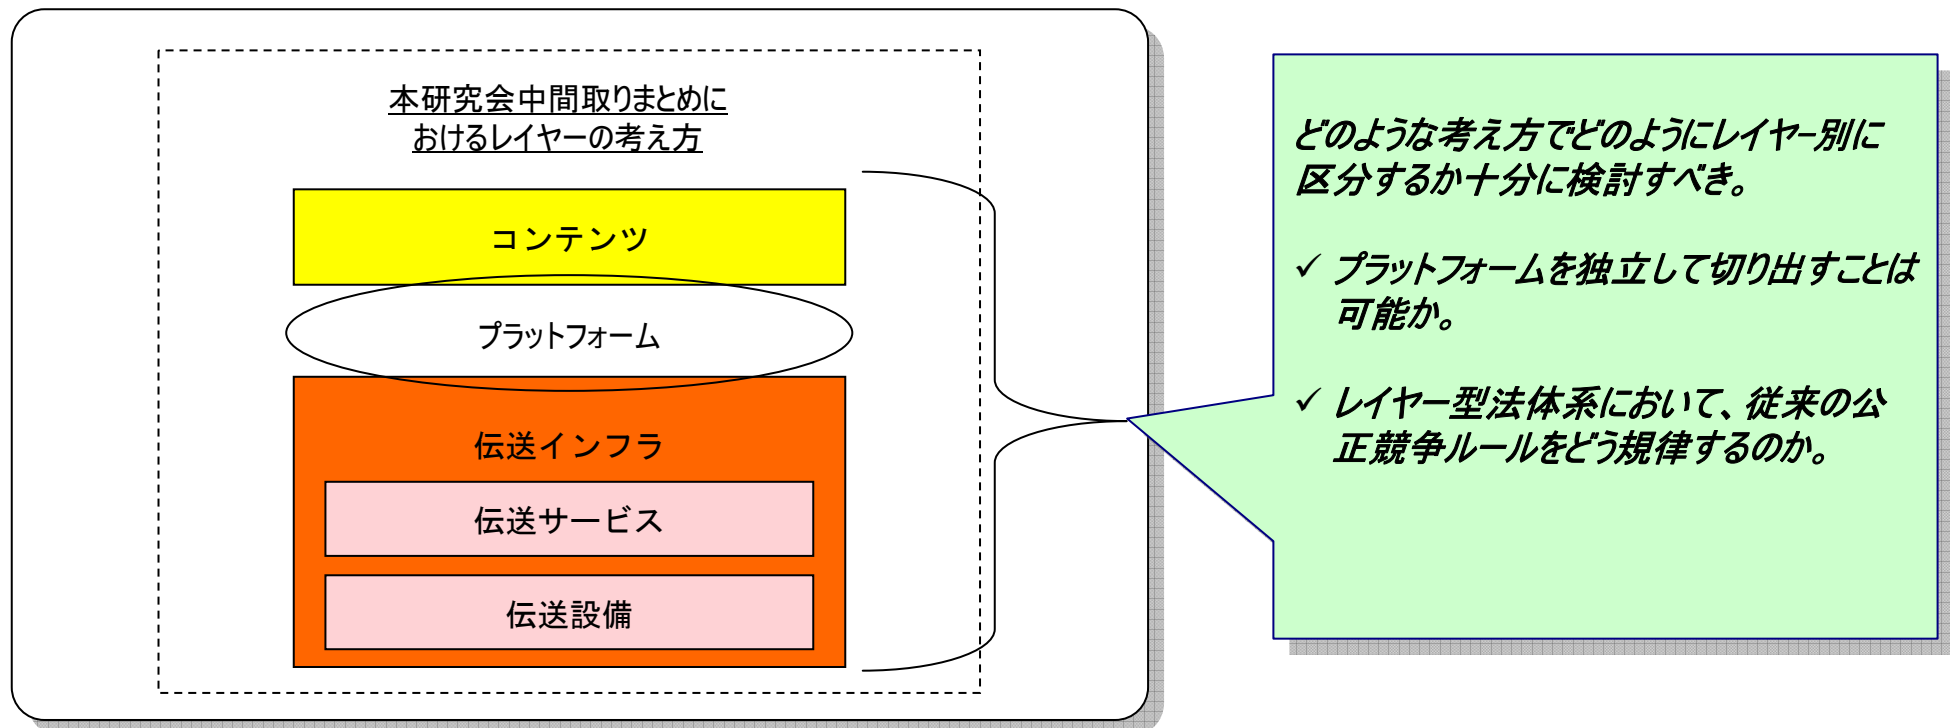 本研究会中間取りまとめに
おけるレイヤーの考え方
コンテンツ
プラットフォーム
伝送インフラ
伝送サービス
伝送設備
どのような考え方でどのようにレイヤー別に
区分するか十分に検討すべき。
✓ プラットフォームを独立して切り出すことは
可能か。
✓ レイヤー型法体系において、従来の公
正競争ルールをどう規律するのか。